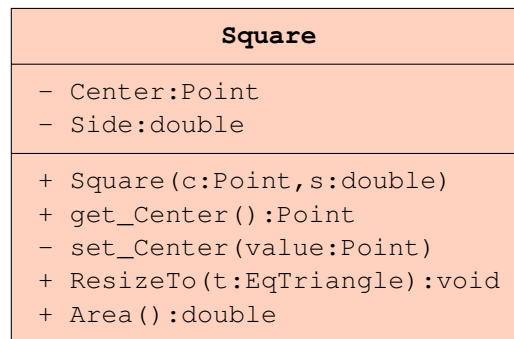 Square
- Center:Point
- Side:double
+ Square(c:Point,s:double)
+ get_Center():Point
- set_Center(value:Point)
+ ResizeTo(t:EqTriangle):void
+ Area():double